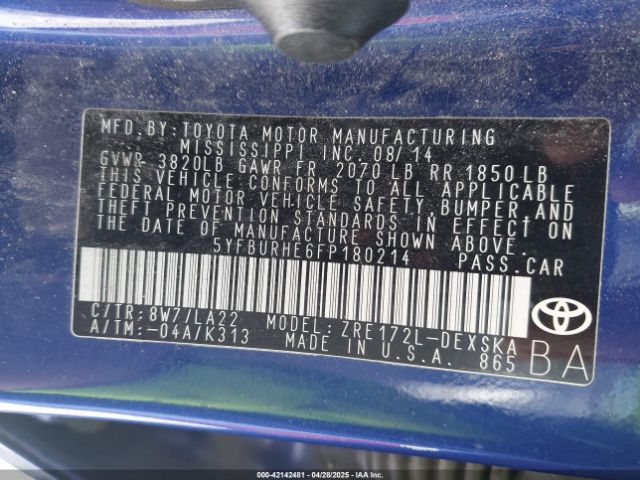 MFD. BY: TOYOTA MOTOR MANUFACTURING
MISSISSIPPI INC. 08/14
GVWR 3820LB GAWR FR 2070 LB RR 1850 LB
THIS VEHICLE CONFORMS TO ALL APPLICABLE
FEDERAL MOTOR VEHICLE SAFETY, BUMPER, AND
THEFT PREVENTION STANDARDS IN EFFECT ON
THE DATE OF MANUFACTURE SHOWN ABOVE.
5YFBURHE6FP180214 PASS. CAR
C/TR: 8W7/LA22 MODEL: ZRE172L-DEXSKA
A/TM: -04A/K313 MADE IN U.S.A. 865
BA
000-42142481 - 04/28/2025 - IAA Inc.